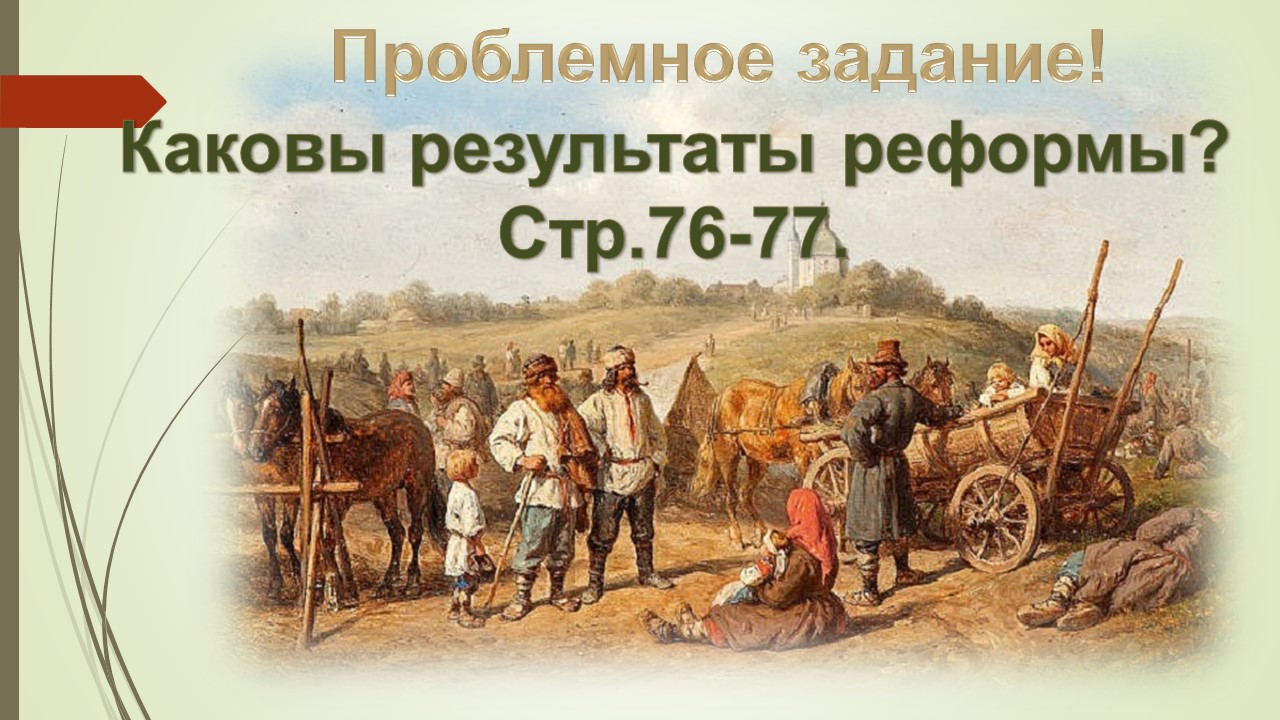 Проблемное задание!
Каковы результаты реформы?
Стр.76-77.